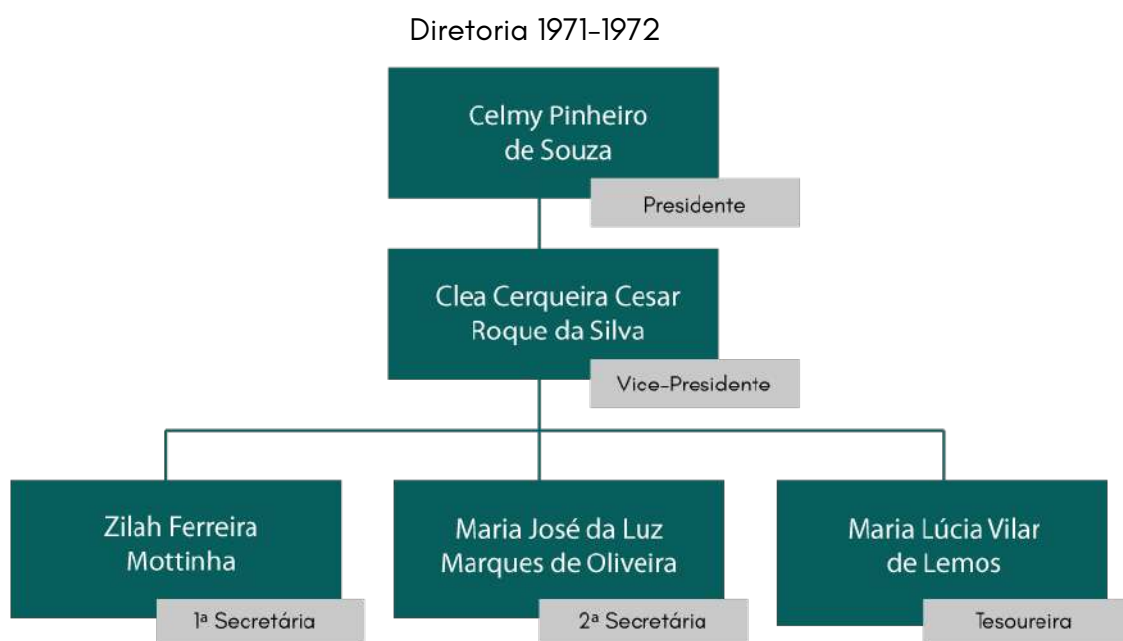 Diretoria 1971-1972
Celmy Pinheiro
de Souza
Presidente
Clea Cerqueira Cesar
Roque da Silva
Vice-Presidente
Zilah Ferreira
Mottinha
1ª Secretária
Maria José da Luz
Marques de Oliveira
2ª Secretária
Maria Lúcia Vilar
de Lemos
Tesoureira